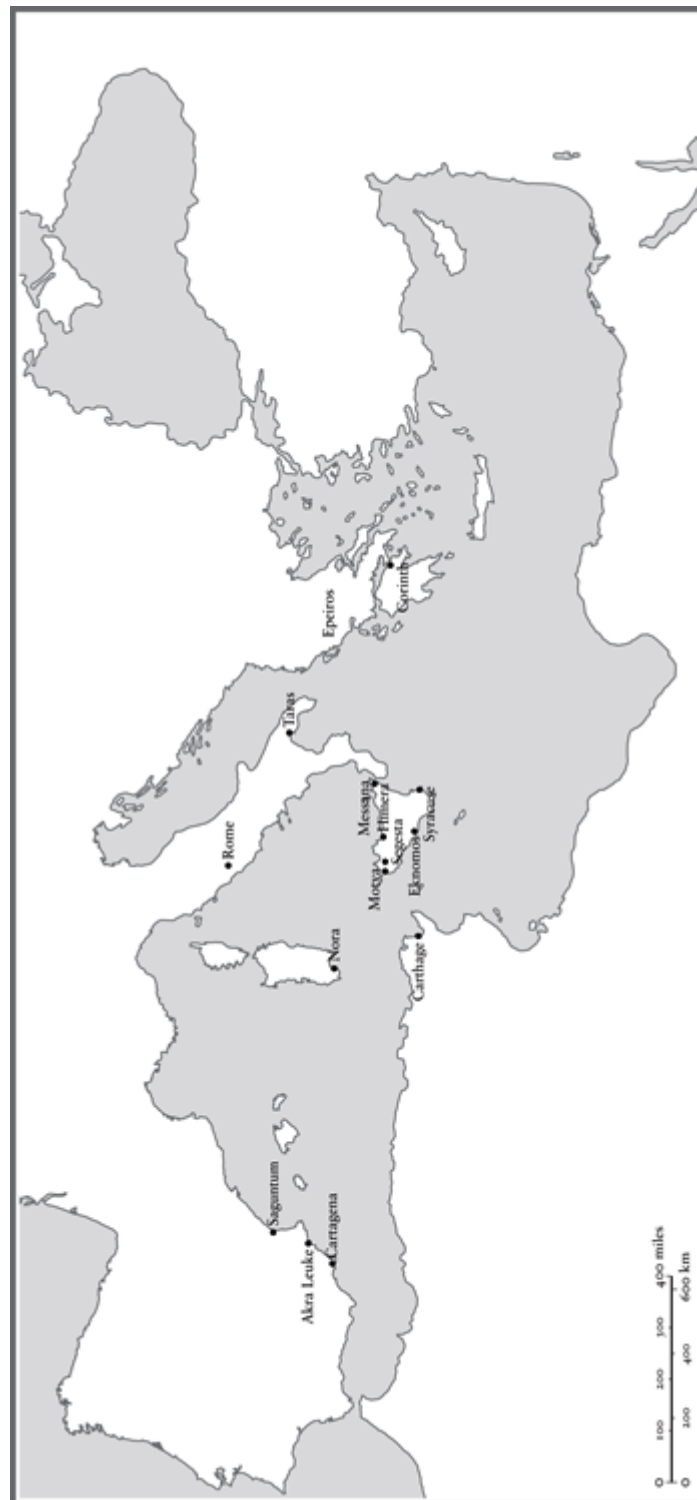 Saguntum
Akra Leuke
Cartagena
Rome
Nora
Carthage
Taras
Messana
Himera
Motya
Segesta
Eknomos
Syracuse
Epeiros
Corinth
0 100 200 300 400 miles
0 200 400 600 km